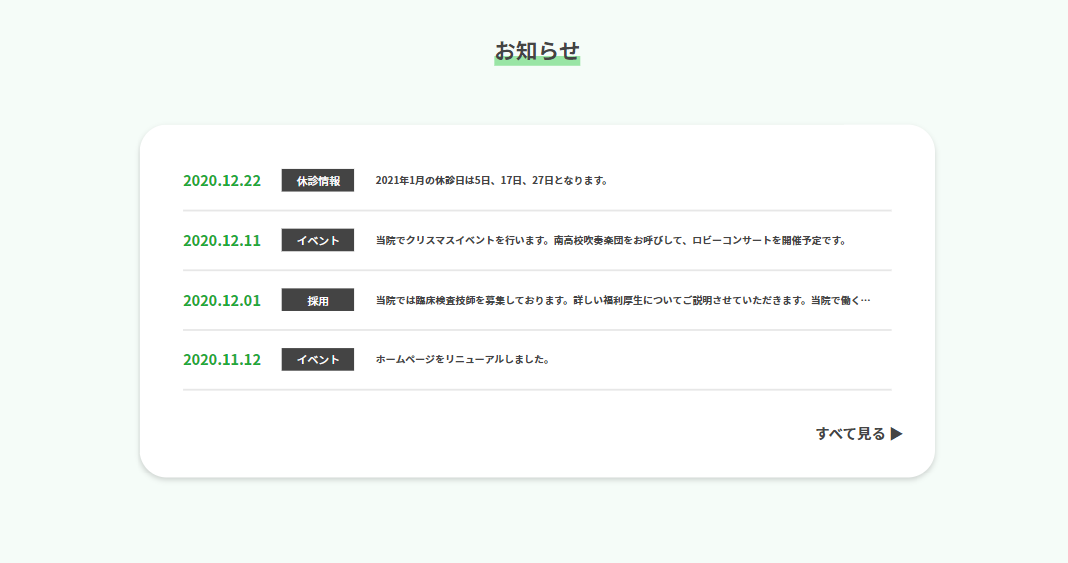 お知らせ
2020.12.22 休診情報 2021年1月の休診日は5日、17日、27日となります。
2020.12.11 イベント 当院でクリスマスイベントを行います。南高校吹奏楽団をお呼びして、ロビーコンサートを開催予定です。
2020.12.01 採用 当院では臨床検査技師を募集しております。詳しい福利厚生についてご説明させていただきます。当院で働く…
2020.11.12 イベント ホームページをリニューアルしました。
すべて見る ▶